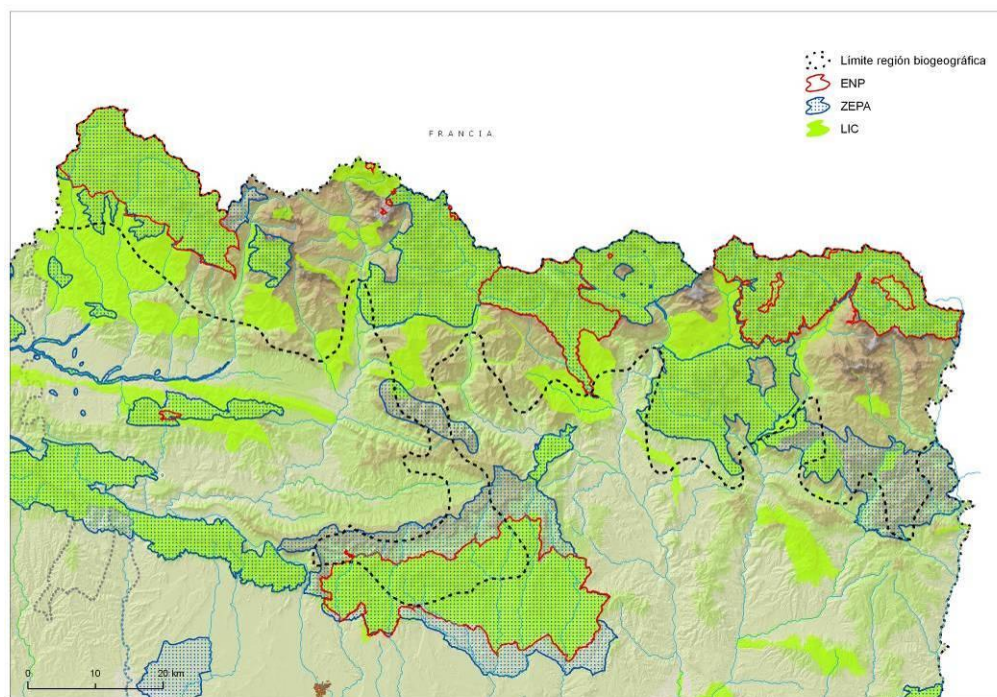 Límite región biogeográfica
ENP
ZEPA
LIC
FRANCIA
0 10 20 km